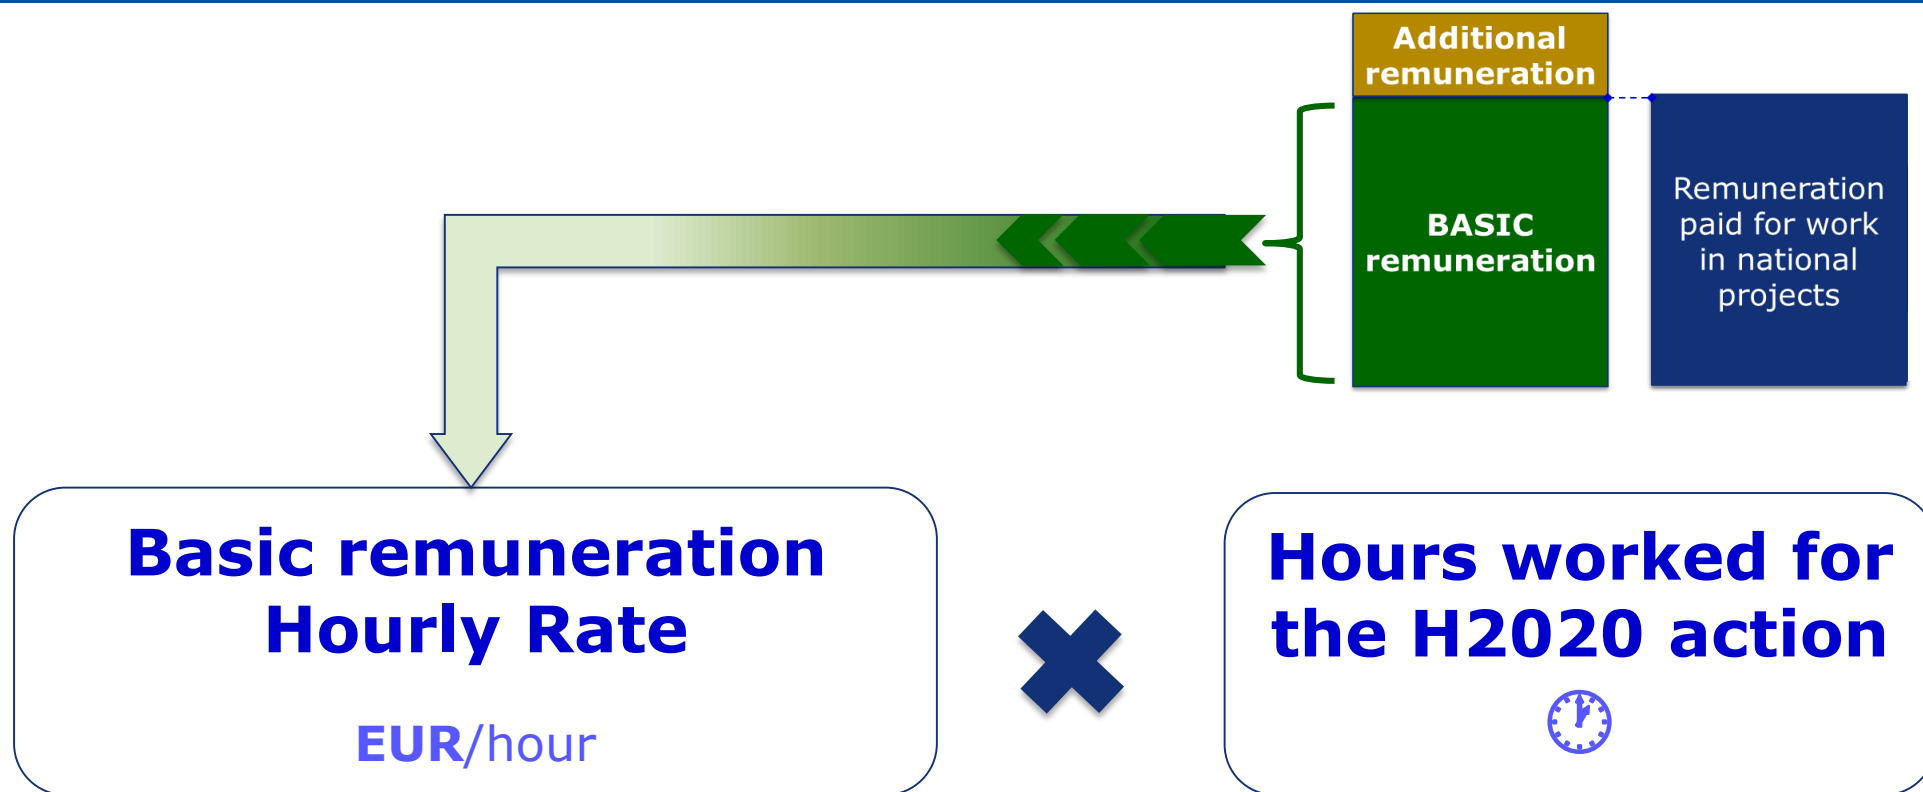 Additional
remuneration
BASIC
remuneration
Remuneration
paid for work
in national
projects
Basic remuneration
Hourly Rate
EUR/hour
Hours worked for
the H2020 action